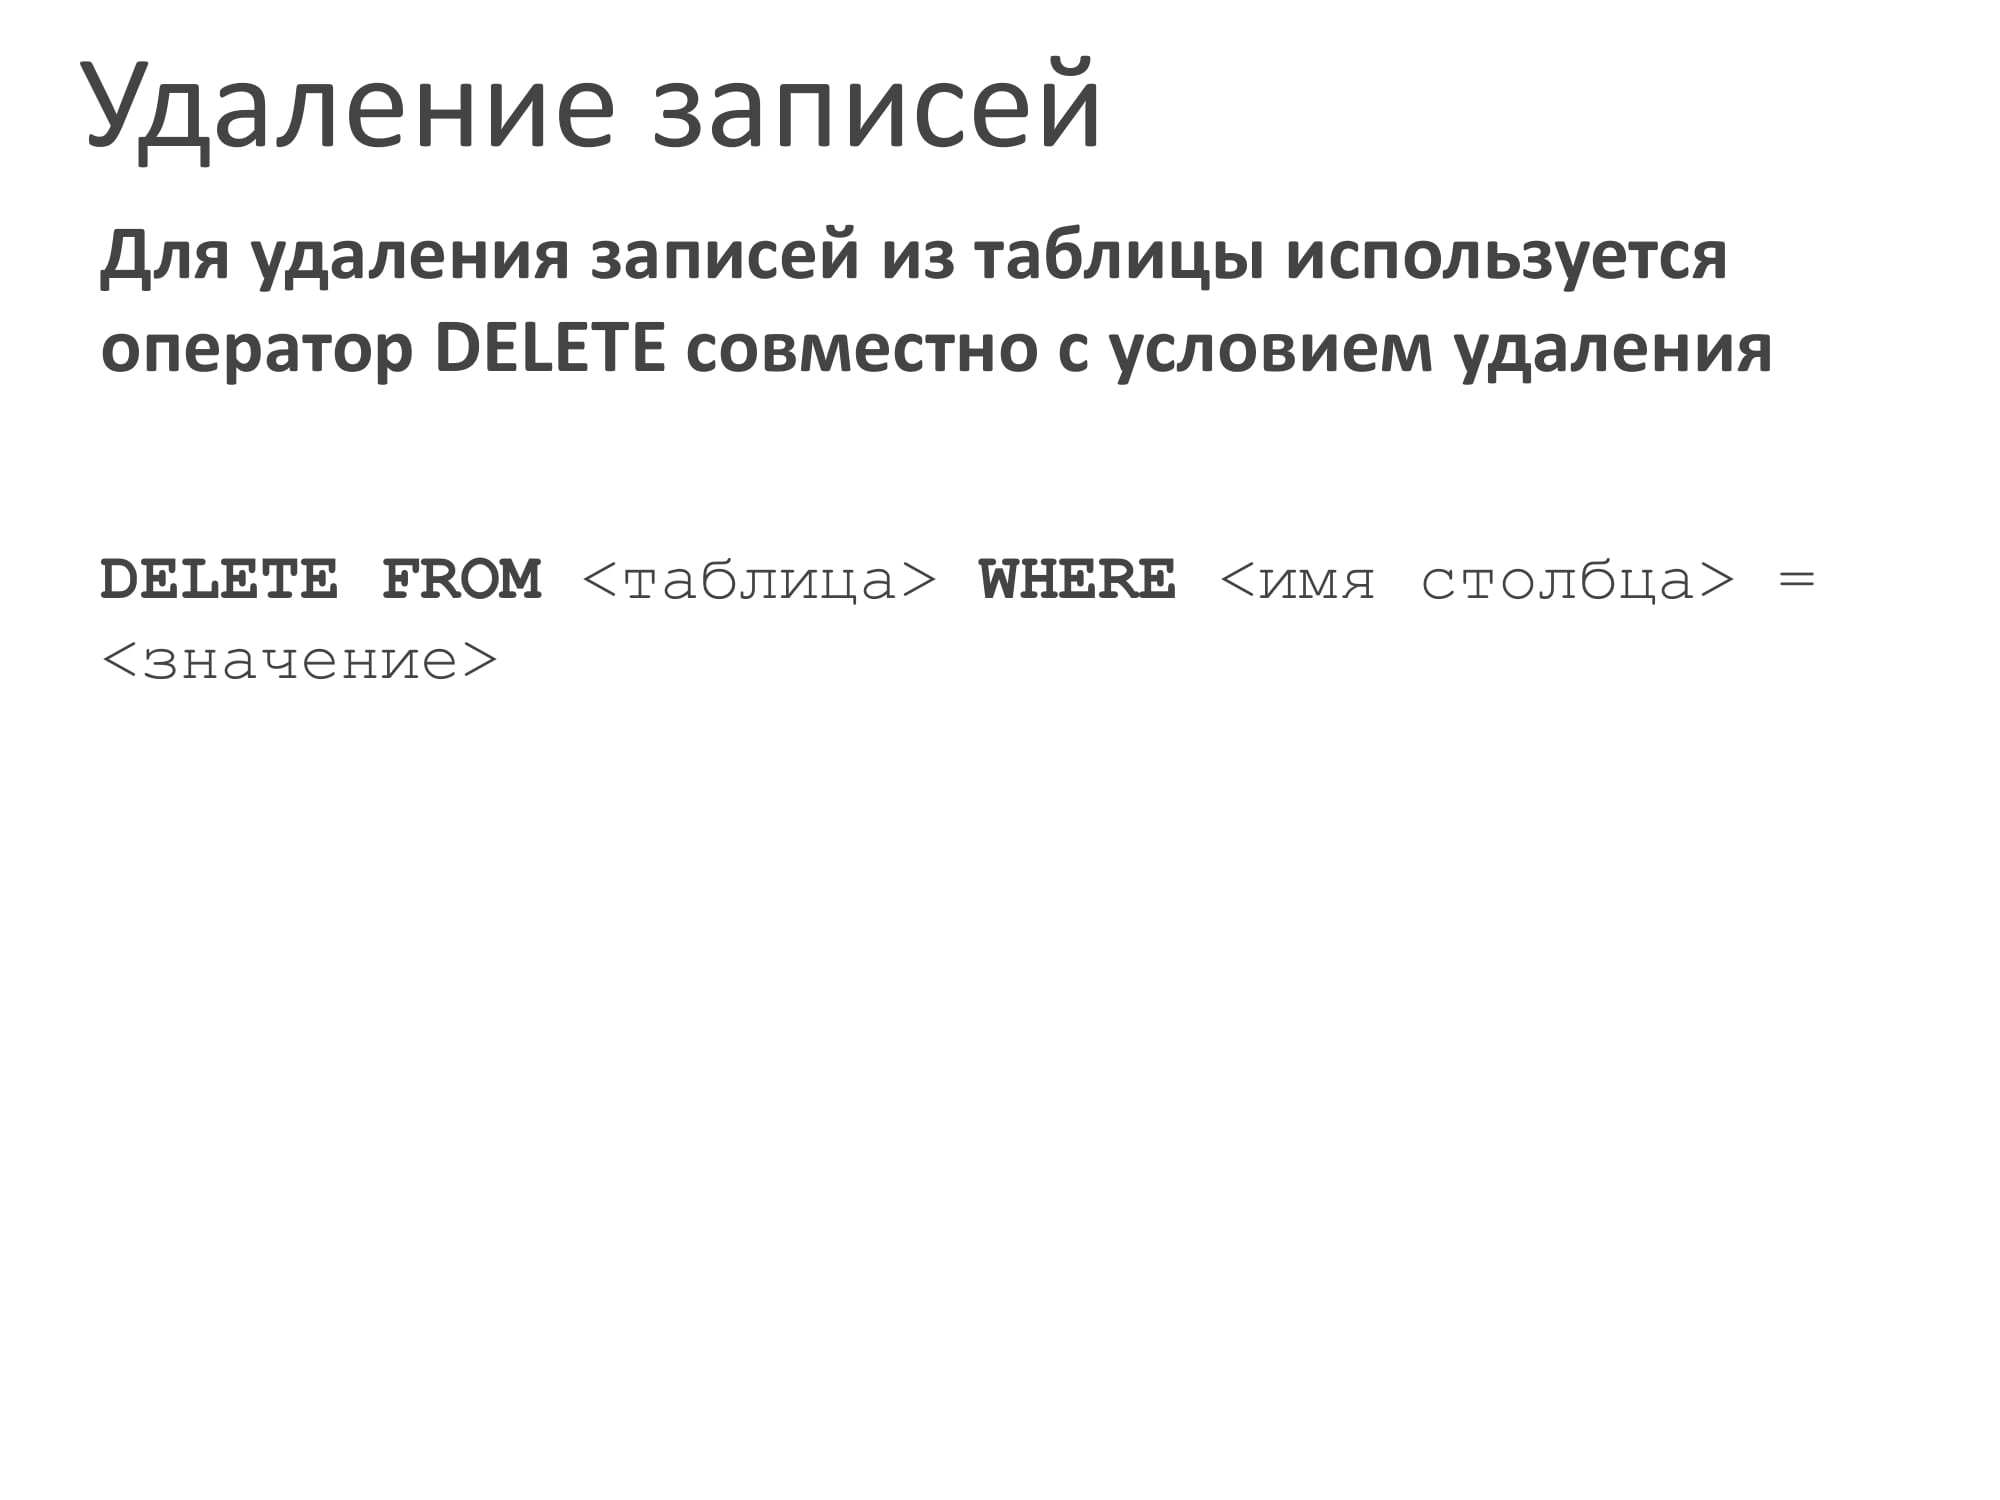 Удаление записей
Для удаления записей из таблицы используется
оператор DELETE совместно с условием удаления
DELETE FROM <таблица> WHERE <имя столбца> =
<значение>